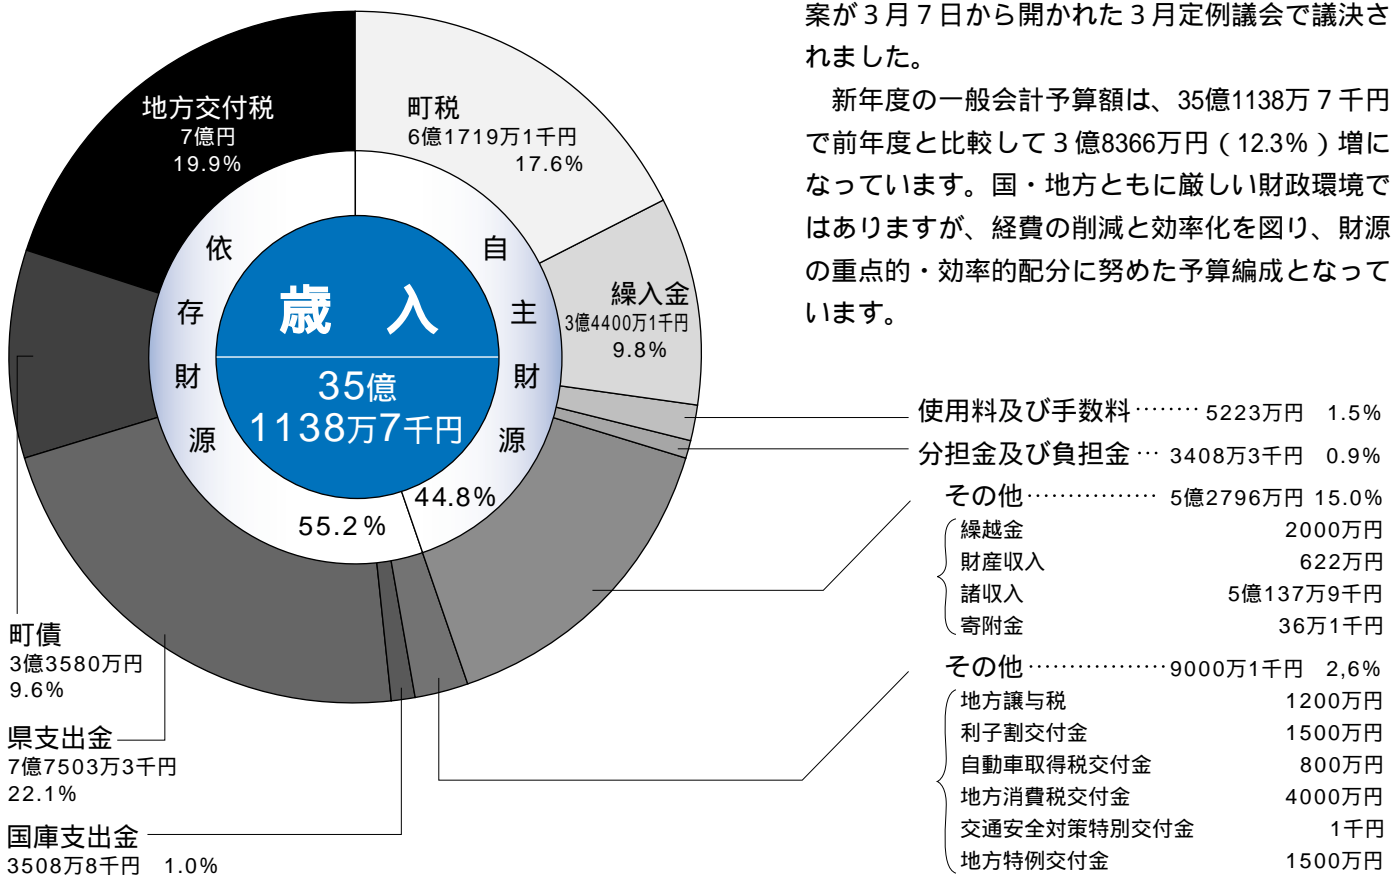 案が３月７日から開かれた３月定例議会で議決さ
れました。
　新年度の一般会計予算額は、35億1138万７千円
で前年度と比較して３億8366万円（12.3%）増に
なっています。国・地方ともに厳しい財政環境で
はありますが、経費の削減と効率化を図り、財源
の重点的・効率的配分に努めた予算編成となって
います。
地方交付税
7億円
19.9%
町税
6億1719万1千円
17.6%
繰入金
3億4400万1千円
9.8%
依存財源
自主財源
歳　入
35億
1138万7千円
44.8%
55.2%
使用料及び手数料‥‥‥‥ 5223万円 1.5%
分担金及び負担金‥ 3408万3千円 0.9%
その他‥‥‥‥‥‥‥‥ 5億2796万円 15.0%
繰越金 2000万円
財産収入 622万円
諸収入 5億137万9千円
寄附金 36万1千円
その他‥‥‥‥‥‥‥‥‥9000万1千円 2,6%
地方譲与税 1200万円
利子割交付金 1500万円
自動車取得税交付金 800万円
地方消費税交付金 4000万円
交通安全対策特別交付金 1千円
地方特例交付金 1500万円
町債
3億3580万円
9.6%
県支出金
7億7503万3千円
22.1%
国庫支出金
3508万8千円 1.0%